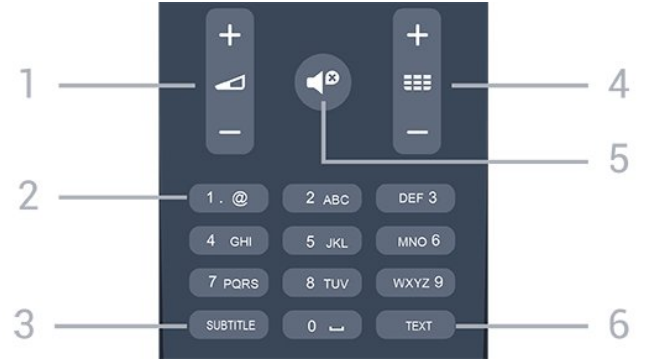 + +
1 4
− −
5
2 1 . @ 2 ABC DEF 3
4 GHI 5 JKL MNO 6
7 PQRS 8 TUV WXYZ 9
3 SUBTITLE 0 ⎵ TEXT 6